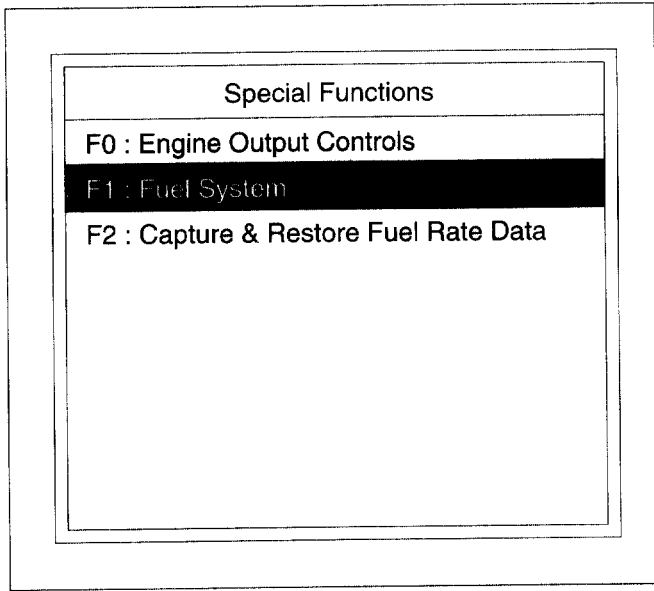 Special Functions
F0 : Engine Output Controls
F1 : Fuel System
F2 : Capture & Restore Fuel Rate Data